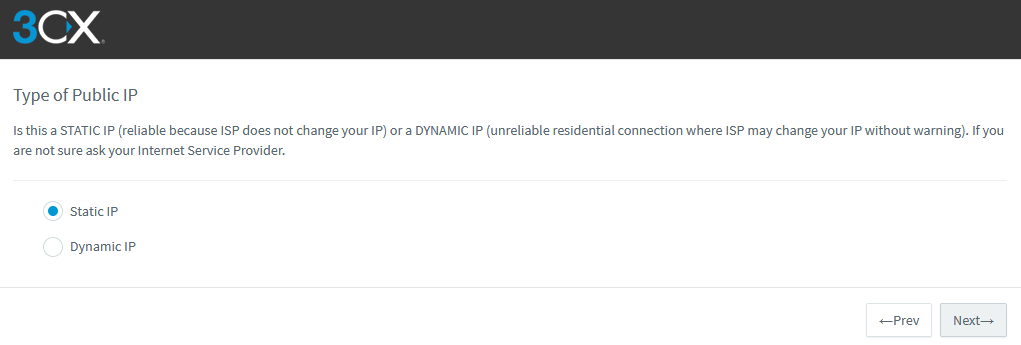 3CX
Type of Public IP
Is this a STATIC IP (reliable because ISP does not change your IP) or a DYNAMIC IP (unreliable residential connection where ISP may change your IP without warning). If you
are not sure ask your Internet Service Provider.
Static IP
Dynamic IP
←Prev
Next→